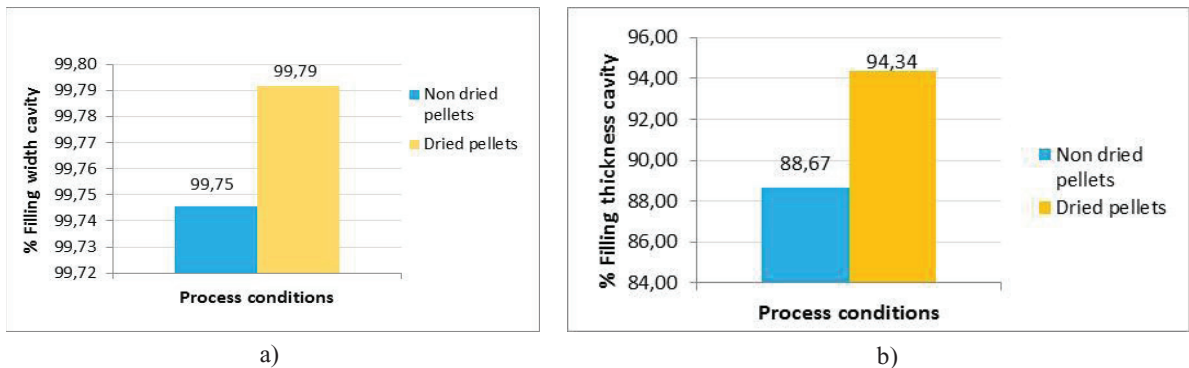 % Filling width cavity
99,80
99,79
99,78
99,77
99,76
99,75
99,74
99,73
99,72
99,75
99,79
Process conditions
Non dried
pellets
Dried pellets
a)
% Filling thickness cavity
96,00
94,00
92,00
90,00
88,00
86,00
84,00
88,67
94,34
Process conditions
Non dried
pellets
Dried pellets
b)